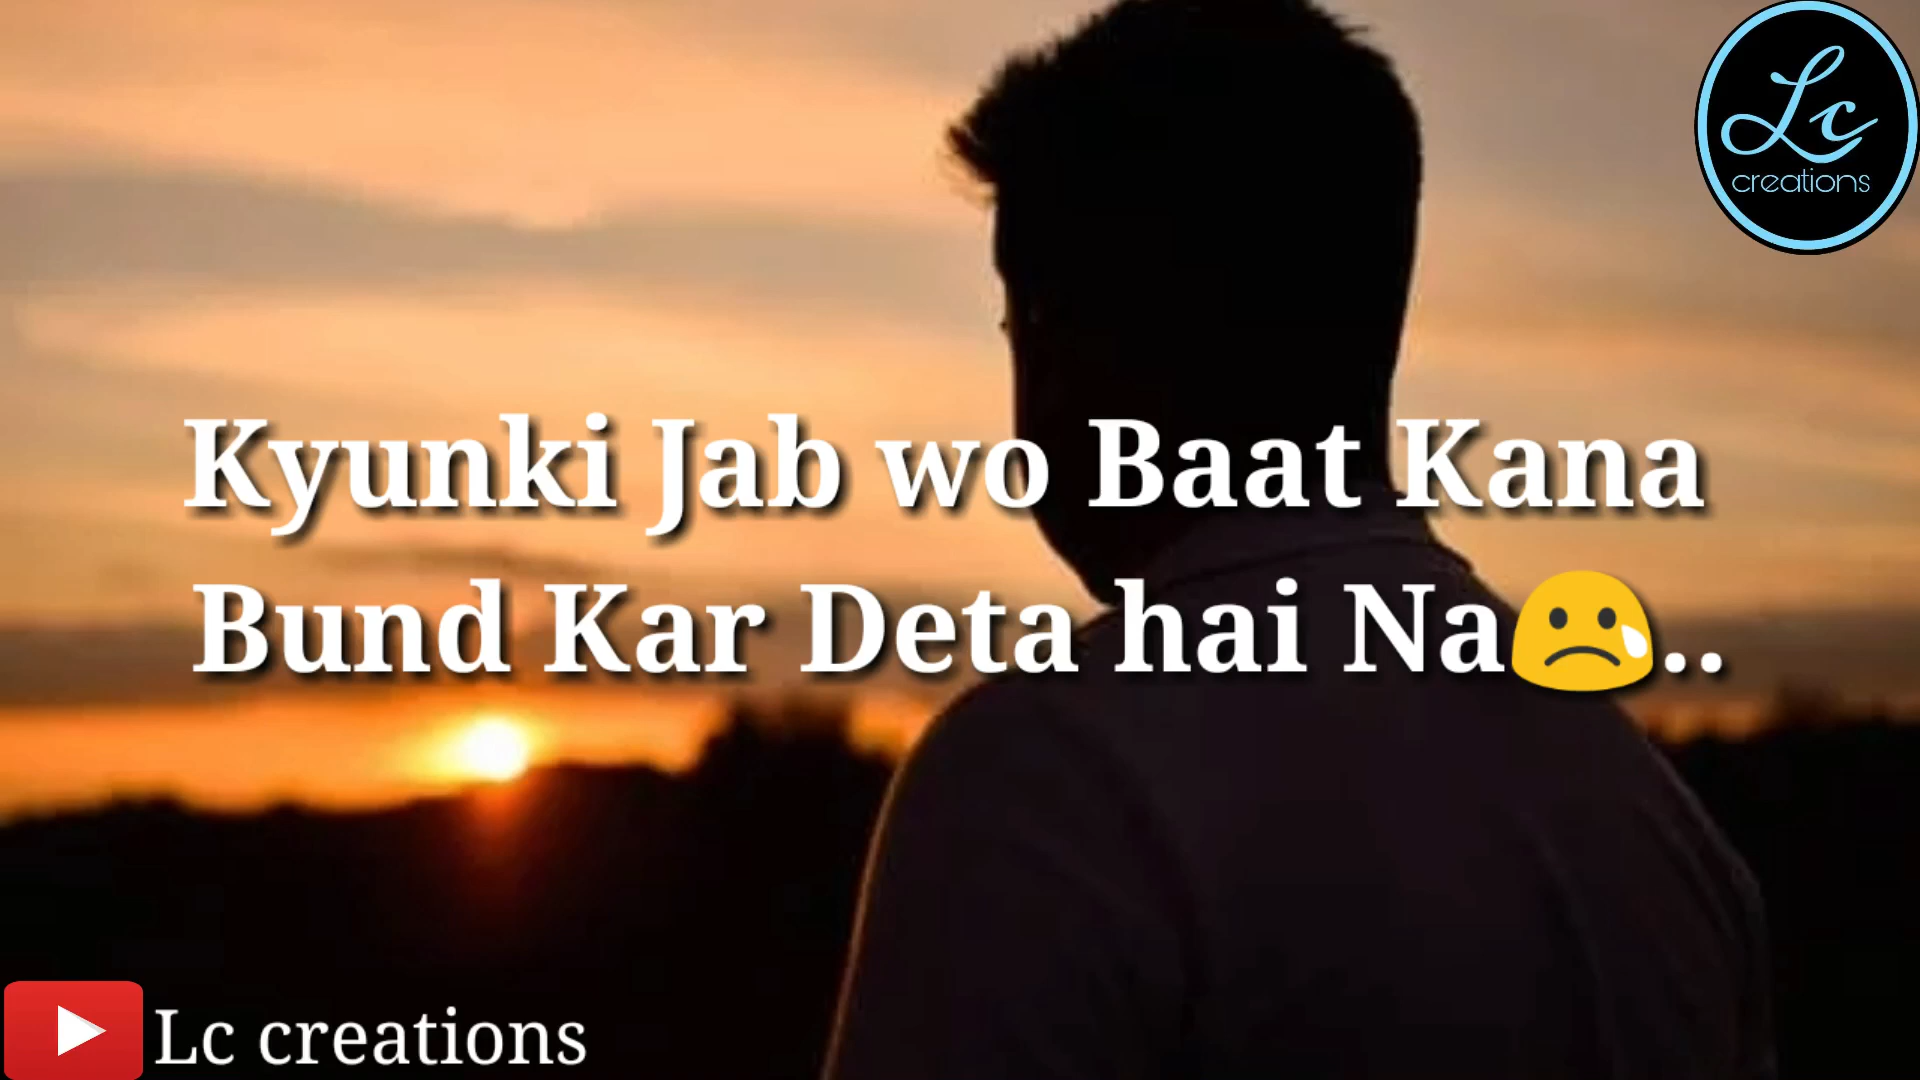 Lc
creations
Kyunki Jab wo Baat Kana
Bund Kar Deta hai Na😢..
Lc creations